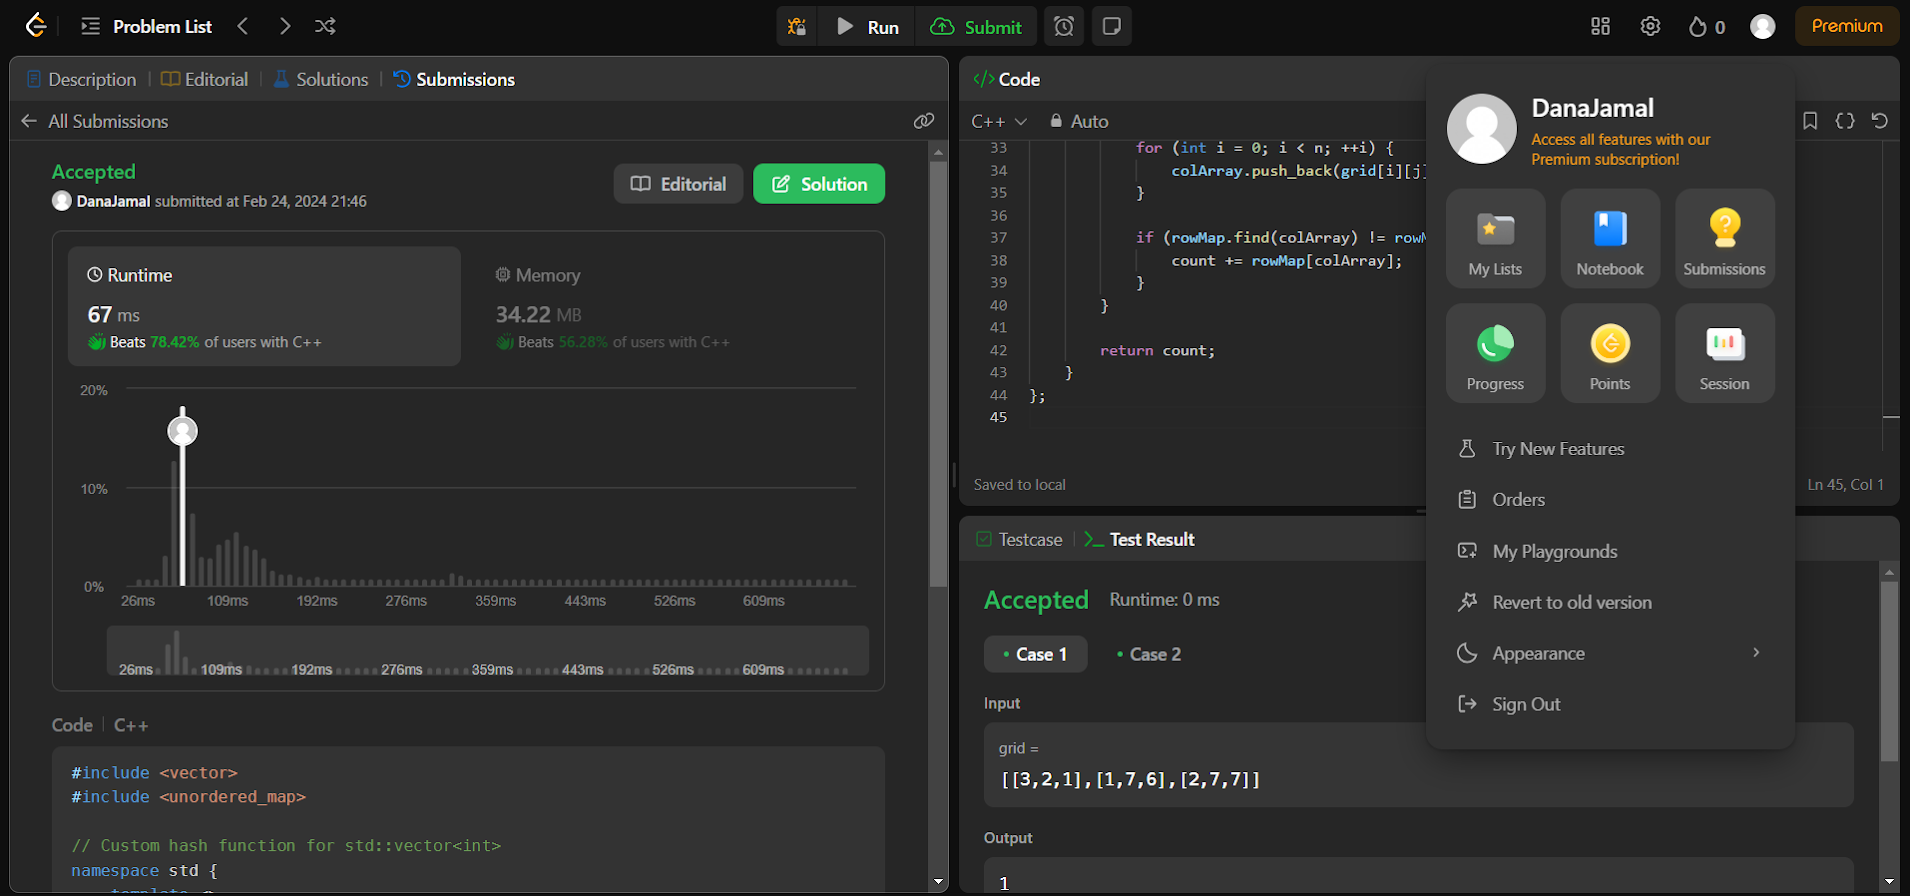 Problem List
Run
Submit
0
Premium
Description
Editorial
Solutions
Submissions
All Submissions
Accepted
DanaJamal submitted at Feb 24, 2024 21:46
Editorial
Solution
Runtime
67 ms
Beats 78.42% of users with C++
Memory
34.22 MB
Beats 56.28% of users with C++
20%
10%
0%
26ms 109ms 192ms 276ms 359ms 443ms 526ms 609ms
26ms 109ms 192ms 276ms 359ms 443ms 526ms 609ms
Code | C++
#include <vector>
#include <unordered_map>
// Custom hash function for std::vector<int>
namespace std {
</> Code
C++
Auto
33 for (int i = 0; i < n; ++i) {
34 colArray.push_back(grid[i][j]
35 }
36
37 if (rowMap.find(colArray) != row
38 count += rowMap[colArray];
39 }
40 }
41
42 return count;
43 }
44 };
45
Saved to local
Ln 45, Col 1
Testcase
Test Result
Accepted Runtime: 0 ms
• Case 1
• Case 2
Input
grid =
[[3,2,1],[1,7,6],[2,7,7]]
Output
1
DanaJamal
Access all features with our
Premium subscription!
My Lists
Notebook
Submissions
Progress
Points
Session
Try New Features
Orders
My Playgrounds
Revert to old version
Appearance
Sign Out